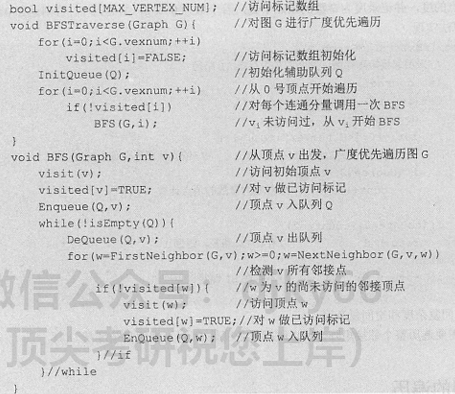 bool visited[MAX_VERTEX_NUM]; //访问标记数组
void BFSTraverse(Graph G){ //对图 G 进行广度优先遍历
for(i=0;i<G.vexnum;++i)
visited[i]=FALSE; //访问标记数组初始化
InitQueue(Q); //初始化辅助队列 Q
for(i=0;i<G.vexnum;++i) //从 0 号顶点开始遍历
if(!visited[i]) //对每个连通分量调用一次 BFS
BFS(G,i); //vi未访问过，从 vi开始 BFS
}
void BFS(Graph G,int v){ //从顶点 v 出发，广度优先遍历图 G
visit(v); //访问初始顶点 v
visited[v]=TRUE; //对 v 做已访问标记
Enqueue(Q,v); //顶点 v 入队列 Q
while(!isEmpty(Q)){
DeQueue(Q,v); //顶点 v 出队列
for(w=FirstNeighbor(G,v);w>=0;w=NextNeighbor(G,v,w))
//检测 v 所有邻接点
if(!visited[w]){ //w 为 v 的尚未访问的邻接顶点
visit(w); //访问顶点 w
visited[w]=TRUE;//对 w 做已访问标记
EnQueue(Q,w); //顶点 w 入队列
}//if
}//while
}
微信公众号
顶尖考研祝您上岸)